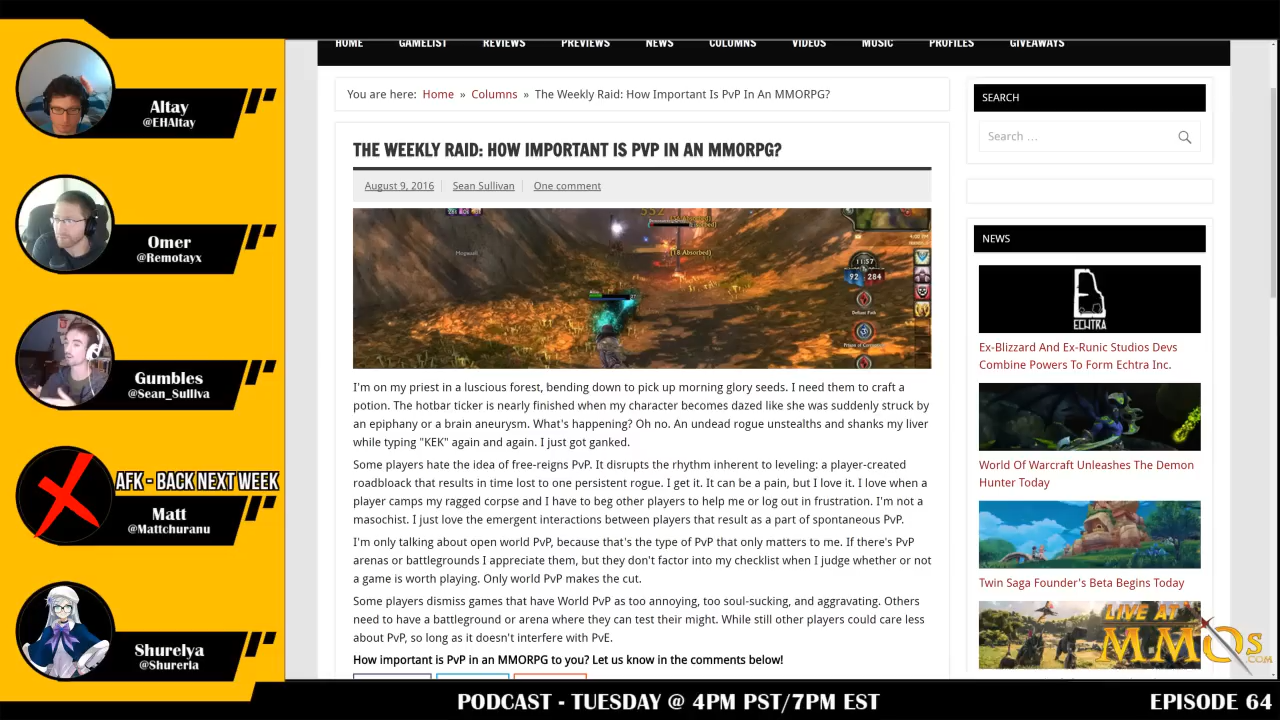 Altay
@EHAltay
Omer
@Remotayx
Gumbles
@Sean_Sulliva
AFK - BACK NEXT WEEK
Matt
@Mattchuranu
Shurelya
@Shureria
HOME GAMELIST REVIEWS PREVIEWS NEWS COLUMNS VIDEOS MUSIC PROFILES GIVEAWAYS
You are here: Home » Columns » The Weekly Raid: How Important Is PvP In An MMORPG?
THE WEEKLY RAID: HOW IMPORTANT IS PVP IN AN MMORPG?
August 9, 2016 Sean Sullivan One comment
[18 Absorbed]
11:57
92 284
I'm on my priest in a luscious forest, bending down to pick up morning glory seeds. I need them to craft a
potion. The hotbar ticker is nearly finished when my character becomes dazed like she was suddenly struck by
an epiphany or a brain aneurysm. What's happening? Oh no. An undead rogue unstealths and shanks my liver
while typing "KEK" again and again. I just got ganked.
Some players hate the idea of free-reigns PvP. It disrupts the rhythm inherent to leveling: a player-created
roadbloack that results in time lost to one persistent rogue. I get it. It can be a pain, but I love it. I love when a
player camps my ragged corpse and I have to beg other players to help me or log out in frustration. I'm not a
masochist. I just love the emergent interactions between players that result as a part of spontaneous PvP.
I'm only talking about open world PvP, because that's the type of PvP that only matters to me. If there's PvP
arenas or battlegrounds I appreciate them, but they don't factor into my checklist when I judge whether or not
a game is worth playing. Only world PvP makes the cut.
Some players dismiss games that have World PvP as too annoying, too soul-sucking, and aggravating. Others
need to have a battleground or arena where they can test their might. While still other players could care less
about PvP, so long as it doesn't interfere with PvE.
How important is PvP in an MMORPG to you? Let us know in the comments below!
SEARCH
Search ...
NEWS
ECHTRA
Ex-Blizzard And Ex-Runic Studios Devs
Combine Powers To Form Echtra Inc.
World Of Warcraft Unleashes The Demon
Hunter Today
Twin Saga Founder's Beta Begins Today
LIVE AT
MMOs
.COM
PODCAST - TUESDAY @ 4PM PST/7PM EST
EPISODE 64